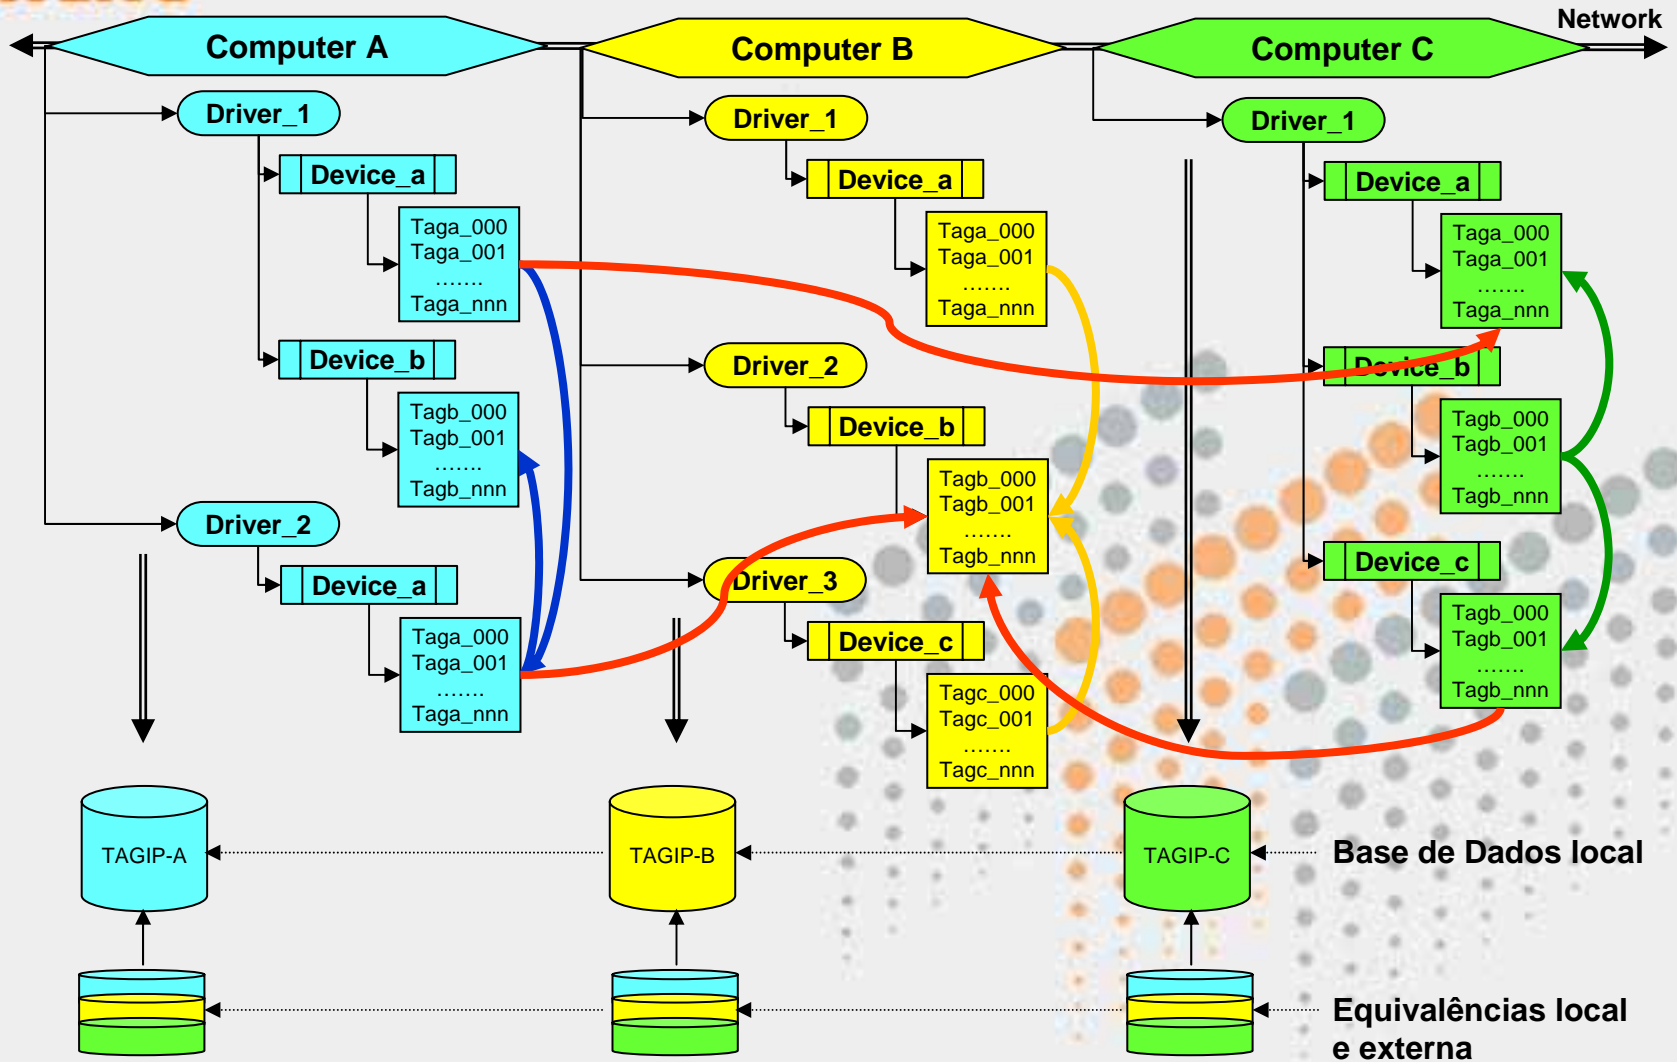 Network
Computer A
Computer B
Computer C
Driver_1
Device_a
Taga_000
Taga_001
.......
Taga_nnn
Device_b
Tagb_000
Tagb_001
.......
Tagb_nnn
Driver_2
Device_a
Taga_000
Taga_001
.......
Taga_nnn
Driver_1
Device_a
Taga_000
Taga_001
.......
Taga_nnn
Driver_2
Device_b
Tagb_000
Tagb_001
.......
Tagb_nnn
Driver_3
Device_c
Tagc_000
Tagc_001
.......
Tagc_nnn
Driver_1
Device_a
Taga_000
Taga_001
.......
Taga_nnn
Device_b
Tagb_000
Tagb_001
.......
Tagb_nnn
Device_c
Tagb_000
Tagb_001
.......
Tagb_nnn
TAGIP-A
TAGIP-B
TAGIP-C
Base de Dados local
Equivalências local
e externa